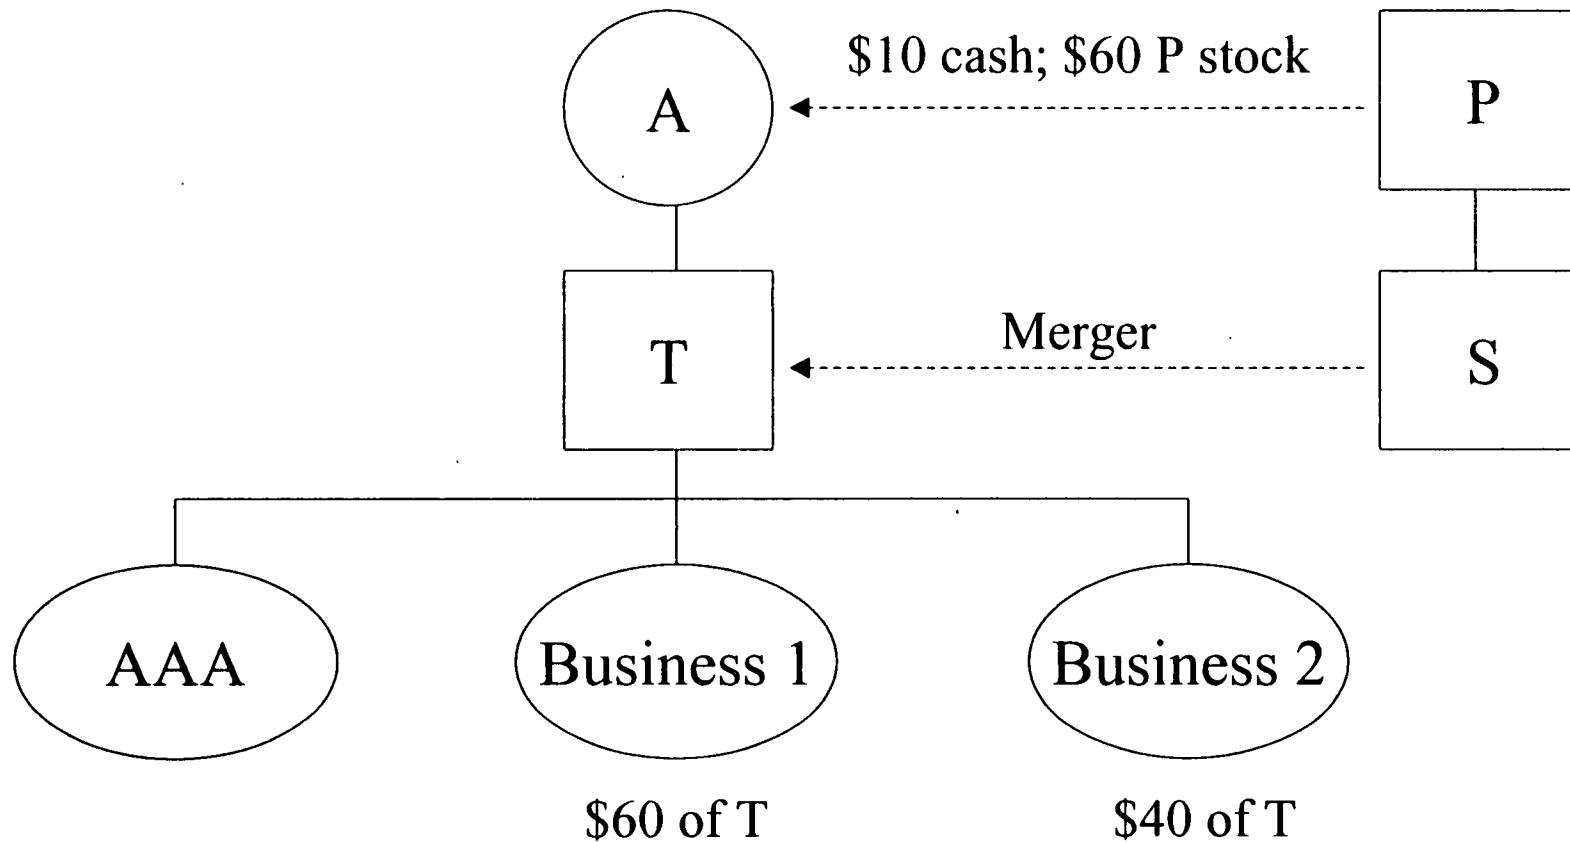 $10 cash; $60 P stock
A
P
Merger
T
S
AAA
Business 1
Business 2
$60 of T
$40 of T